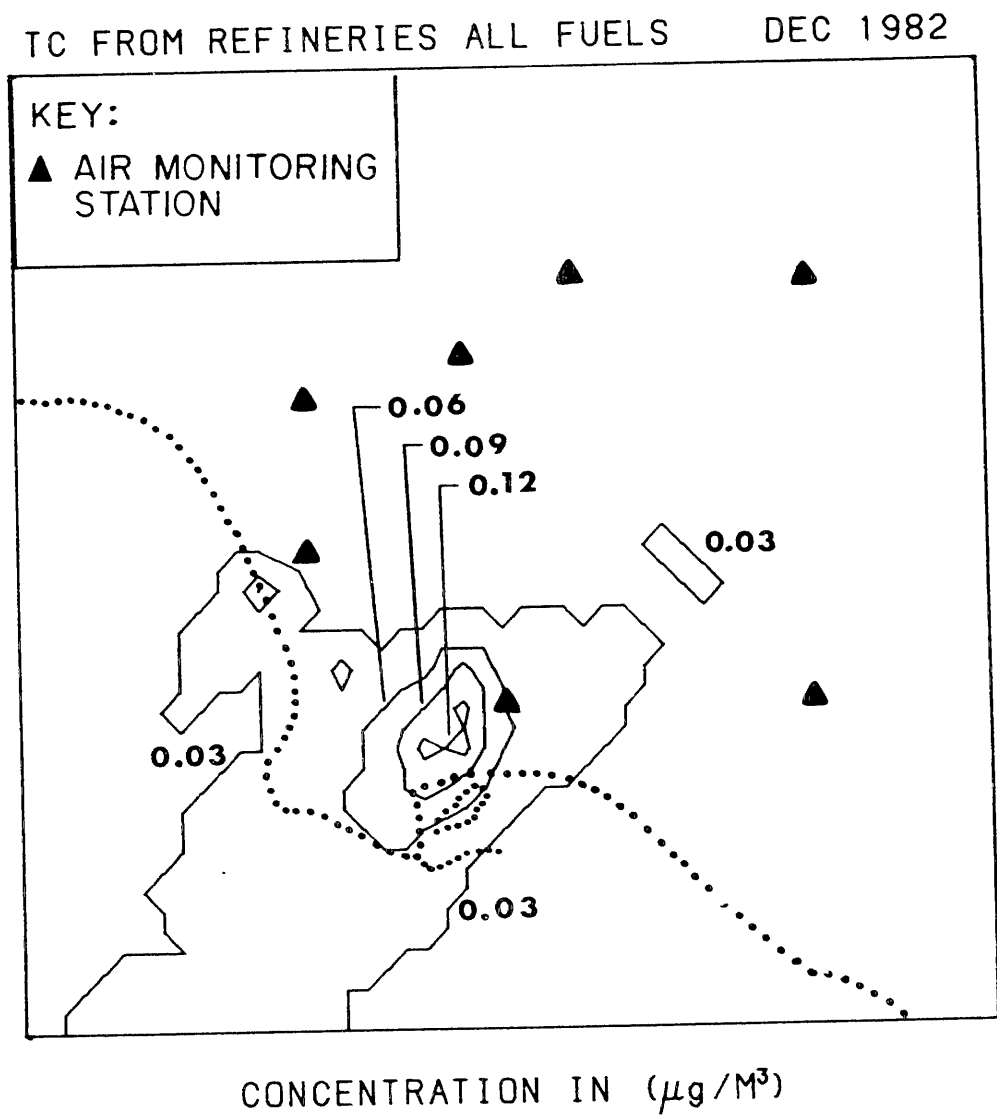 TC FROM REFINERIES ALL FUELS DEC 1982
KEY:
▲ AIR MONITORING
STATION
0.06
0.09
0.12
0.03
0.03
0.03
CONCENTRATION IN (μg/M³)